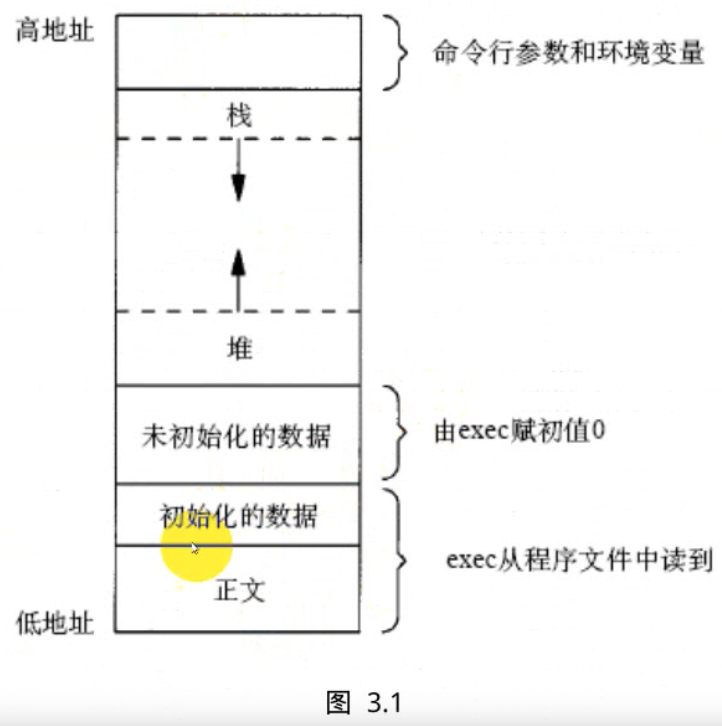 高地址
命令行参数和环境变量
栈
堆
未初始化的数据
由exec赋初值0
初始化的数据
exec从程序文件中读到
正文
低地址
图 3.1